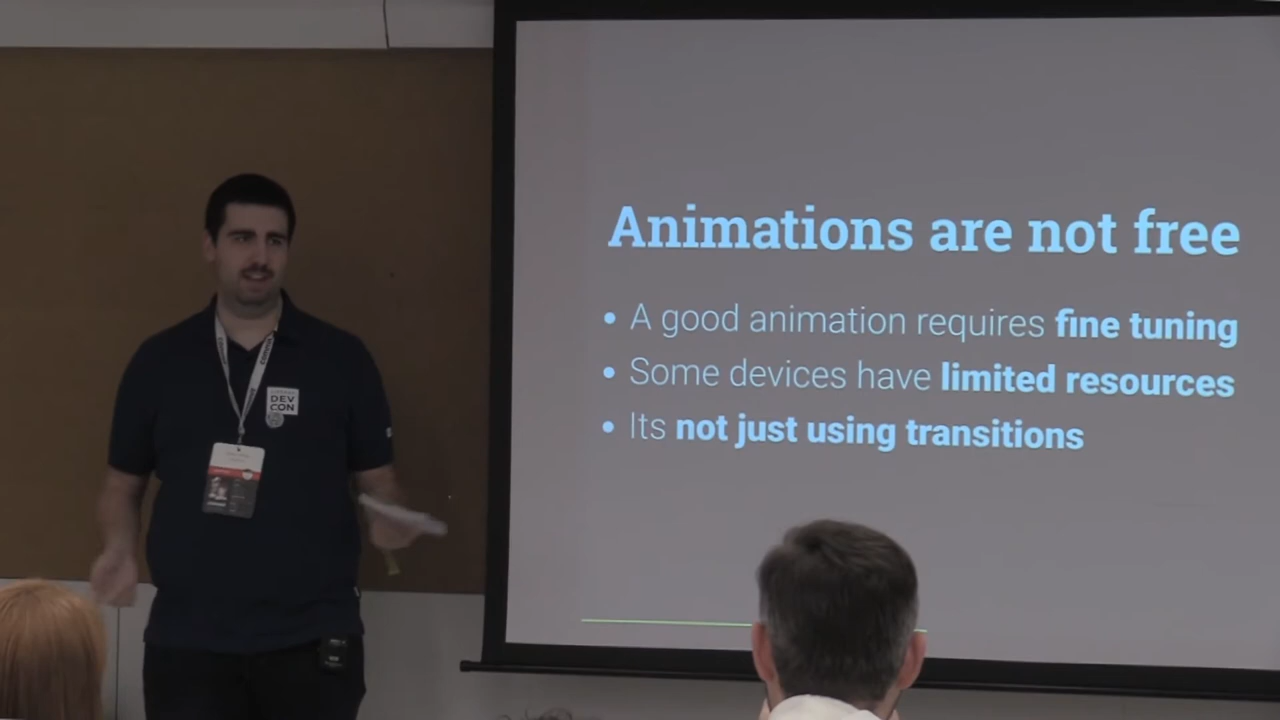 Animations are not free
• A good animation requires fine tuning
• Some devices have limited resources
• Its not just using transitions
DEV
CON